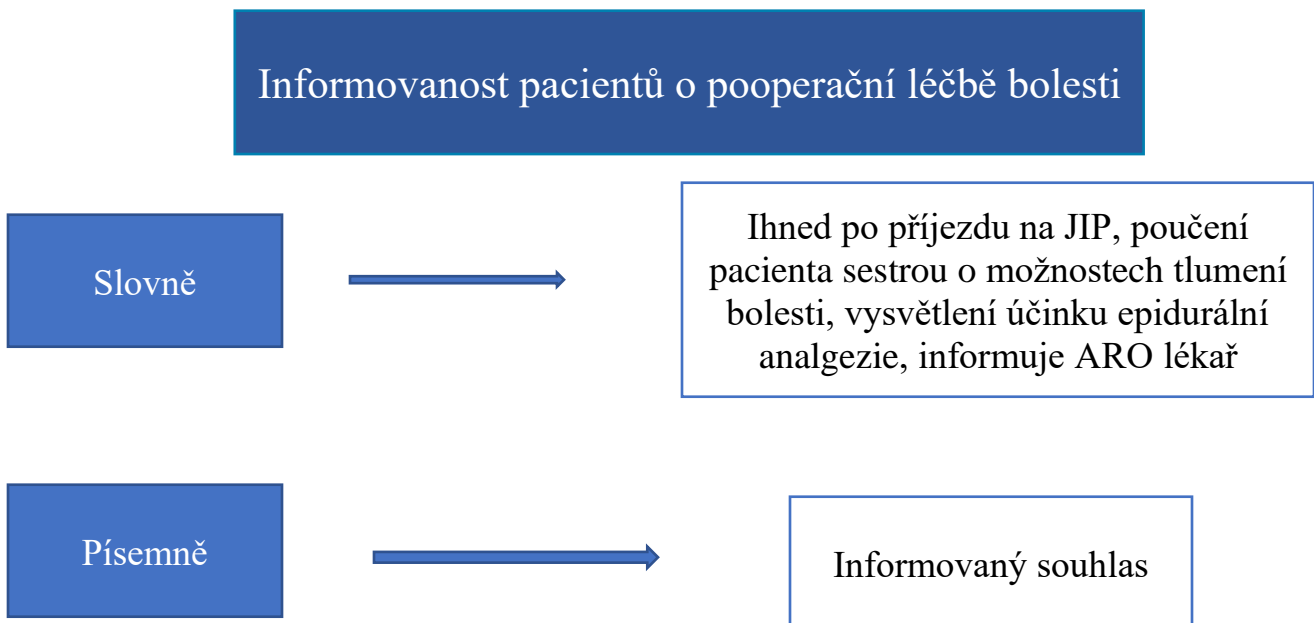 Informovanost pacientů o pooperační léčbě bolesti
Slovně
Ihned po příjezdu na JIP, poučení
pacienta sestrou o možnostech tlumení
bolesti, vysvětlení účinku epidurální
analgezie, informuje ARO lékař
Písemně
Informovaný souhlas